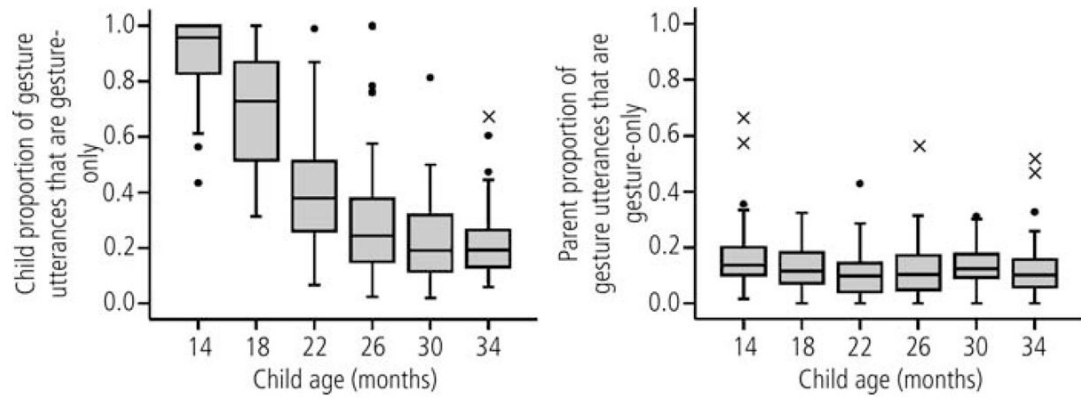 Child proportion of gesture
utterances that are gesture-
only
1.0
0.8
0.6
0.4
0.2
0.0
14 18 22 26 30 34
Child age (months)
Parent proportion of
gesture utterances that are
gesture-only
1.0
0.8
0.6
0.4
0.2
0.0
14 18 22 26 30 34
Child age (months)